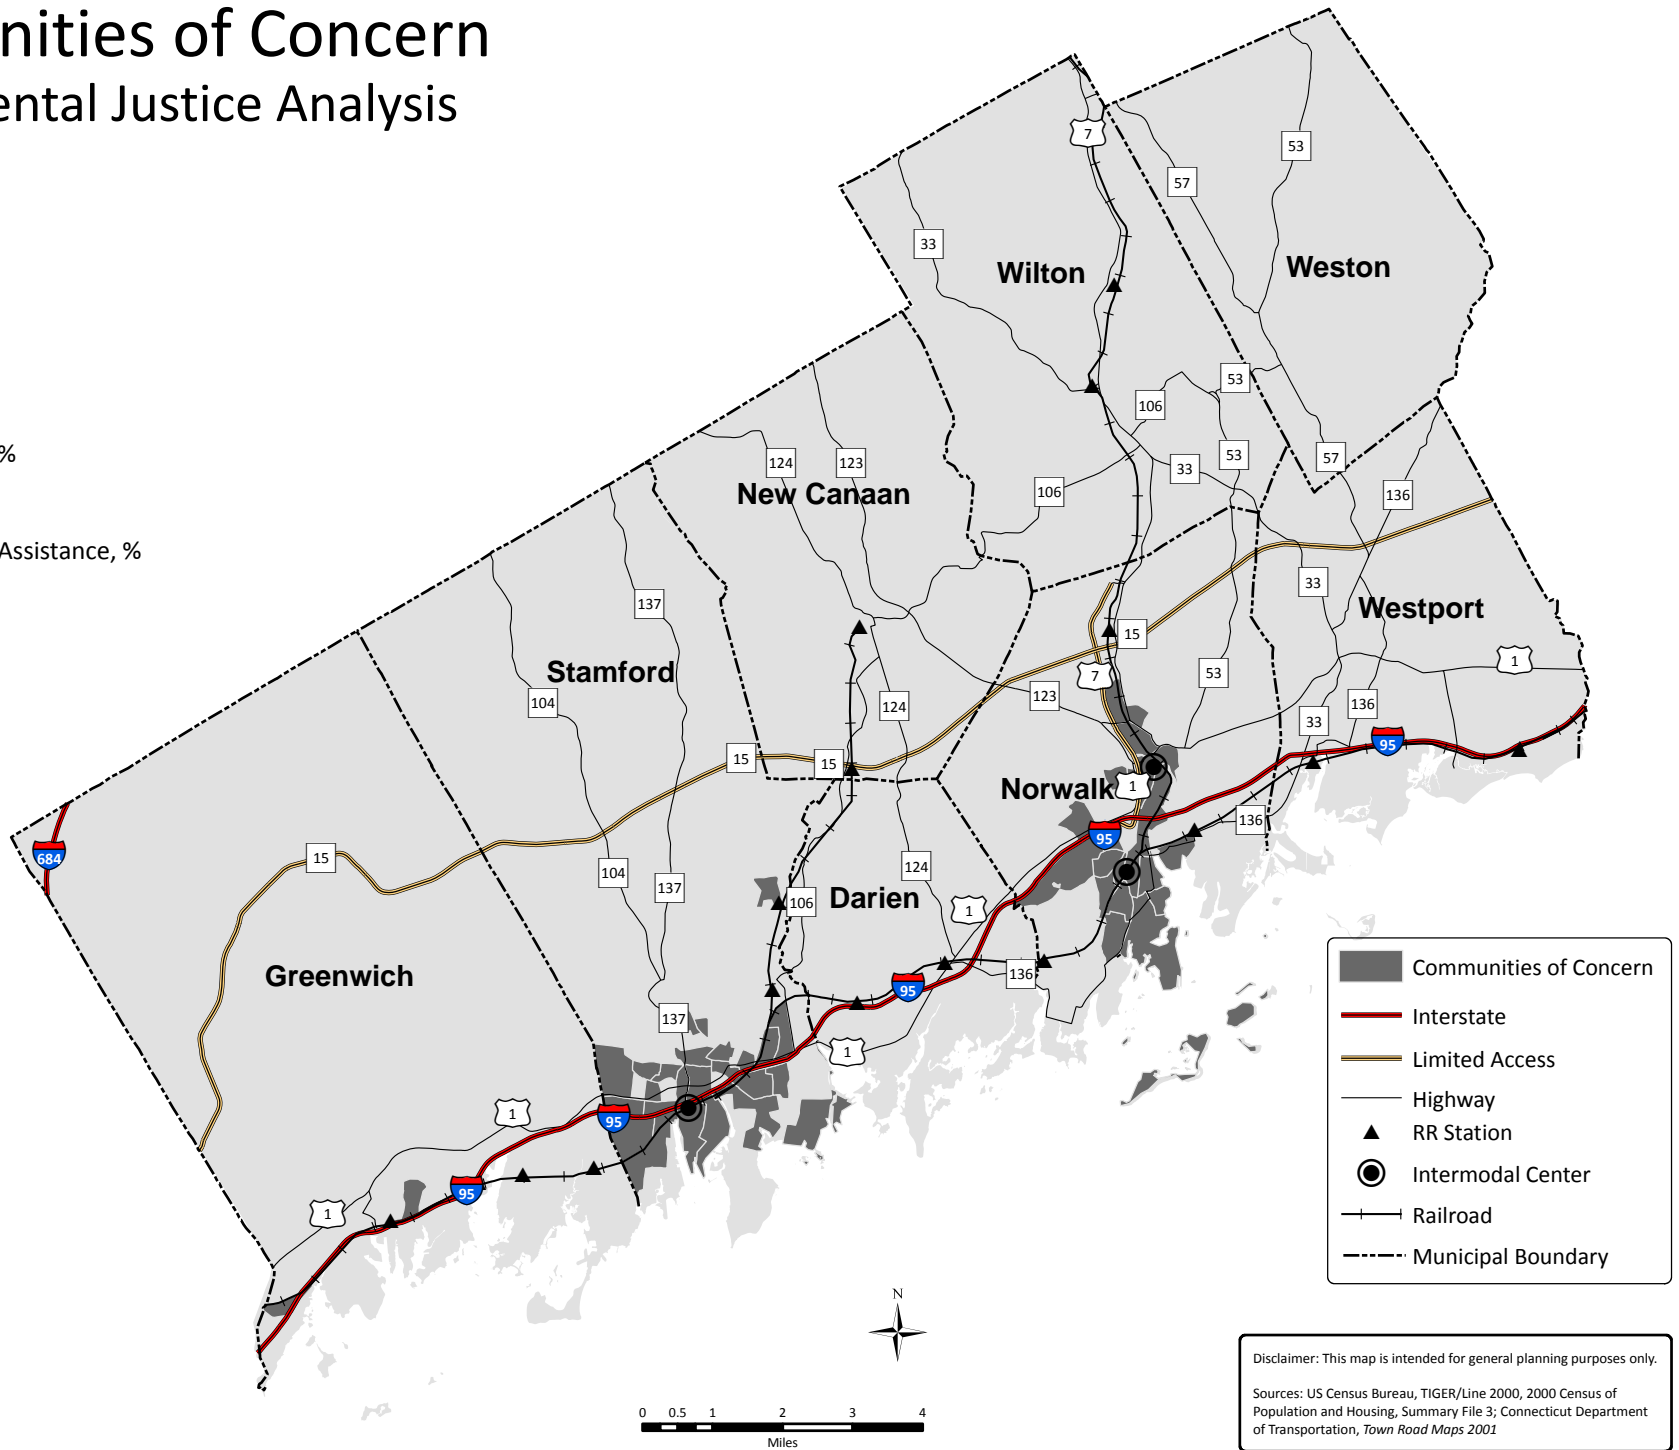 nities of Concern
ental Justice Analysis
%
Assistance, %
7
53
57
33
Wilton
Weston
53
106
124
123
53
57
33
New Canaan
106
136
137
33
Westport
15
1
Stamford
7
53
104
123
136
124
33
95
15
15
Norwalk
1
136
95
684
15
104
124
137
Darien
106
1
Greenwich
136
95
137
1
1
95
95
1
Communities of Concern
Interstate
Limited Access
Highway
RR Station
Intermodal Center
Railroad
Municipal Boundary
N
0 0.5 1 2 3 4
Miles
Disclaimer: This map is intended for general planning purposes only.
Sources: US Census Bureau, TIGER/Line 2000, 2000 Census of
Population and Housing, Summary File 3; Connecticut Department
of Transportation, Town Road Maps 2001